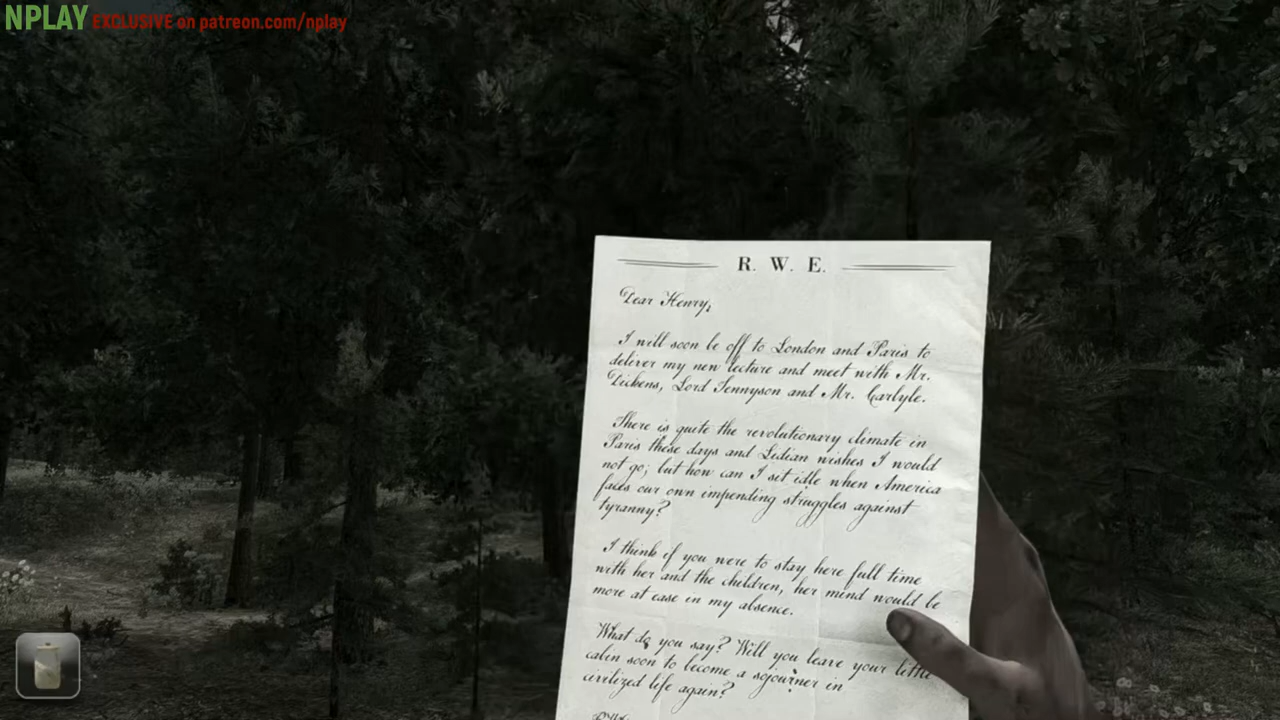 NPLAY EXCLUSIVE on patreon.com/nplay
R. W. E.
Dear Henry,
I will soon be off to London and Paris to
deliver my new lecture and meet with Mr.
Dickens, Lord Tennyson and Mr. Carlyle.
There is quite the revolutionary climate in
Paris these days and Lidian wishes I would
not go; but how can I sit idle when America
faces our own impending struggles against
tyranny?
I think if you were to stay here full time
with her and the children, her mind would be
more at ease in my absence.
What do you say? Will you leave your little
cabin soon to become a sojourner in
civilized life again?